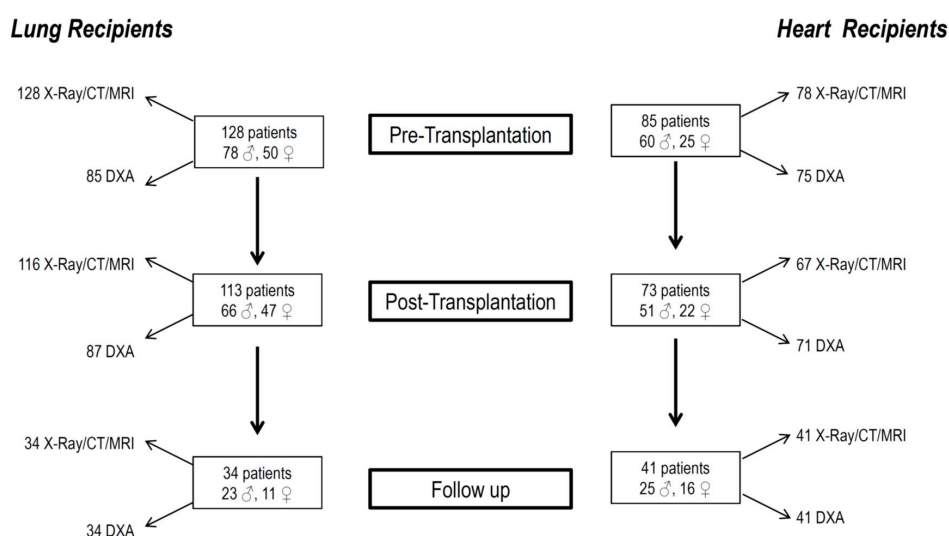 Lung Recipients
Heart Recipients
128 X-Ray/CT/MRI
78 X-Ray/CT/MRI
128 patients
78 ♂, 50 ♀
Pre-Transplantation
85 patients
60 ♂, 25 ♀
85 DXA
75 DXA
116 X-Ray/CT/MRI
67 X-Ray/CT/MRI
113 patients
66 ♂, 47 ♀
Post-Transplantation
73 patients
51 ♂, 22 ♀
87 DXA
71 DXA
34 X-Ray/CT/MRI
41 X-Ray/CT/MRI
34 patients
23 ♂, 11 ♀
Follow up
41 patients
25 ♂, 16 ♀
34 DXA
41 DXA